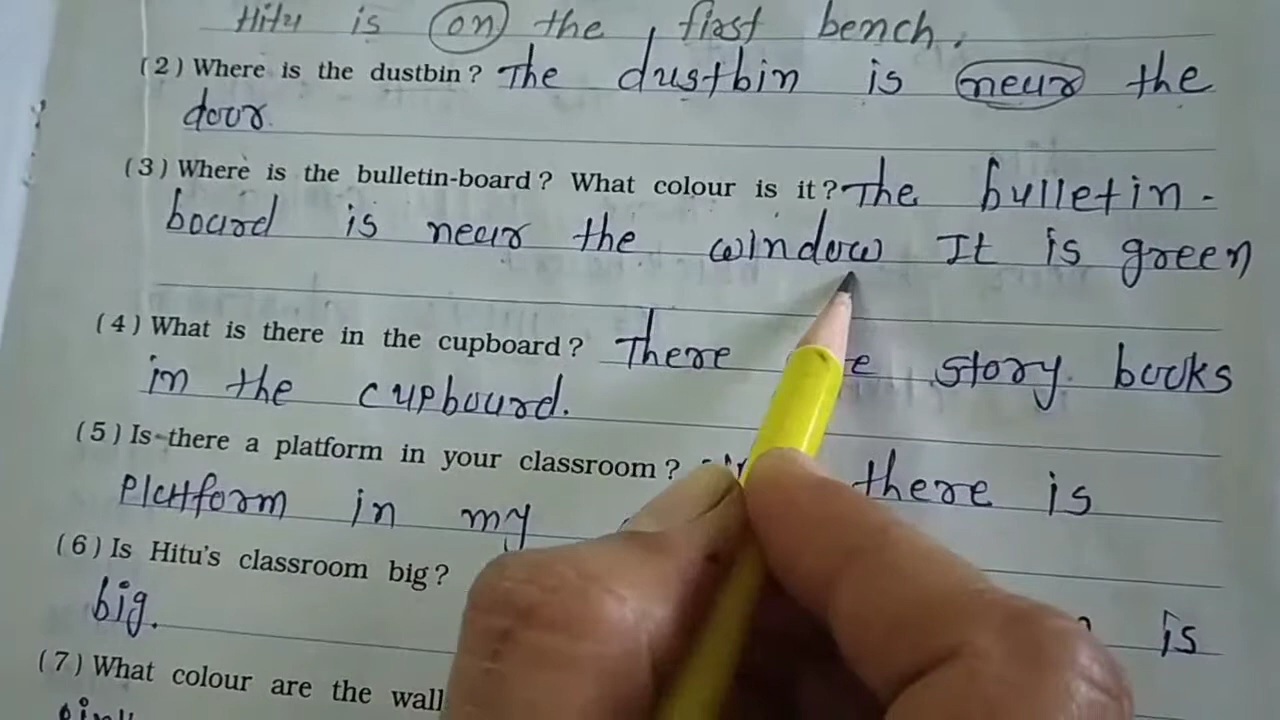 Hitu is on the first bench.
(2) Where is the dustbin? The dustbin is near the
door.
(3) Where is the bulletin-board? What colour is it? The bulletin-
board is near the window It is green
(4) What is there in the cupboard? There story books
in the cupboard.
(5) Is there a platform in your classroom? there is
Platform in my
(6) Is Hitu's classroom big? is
big.
(7) What colour are the wall